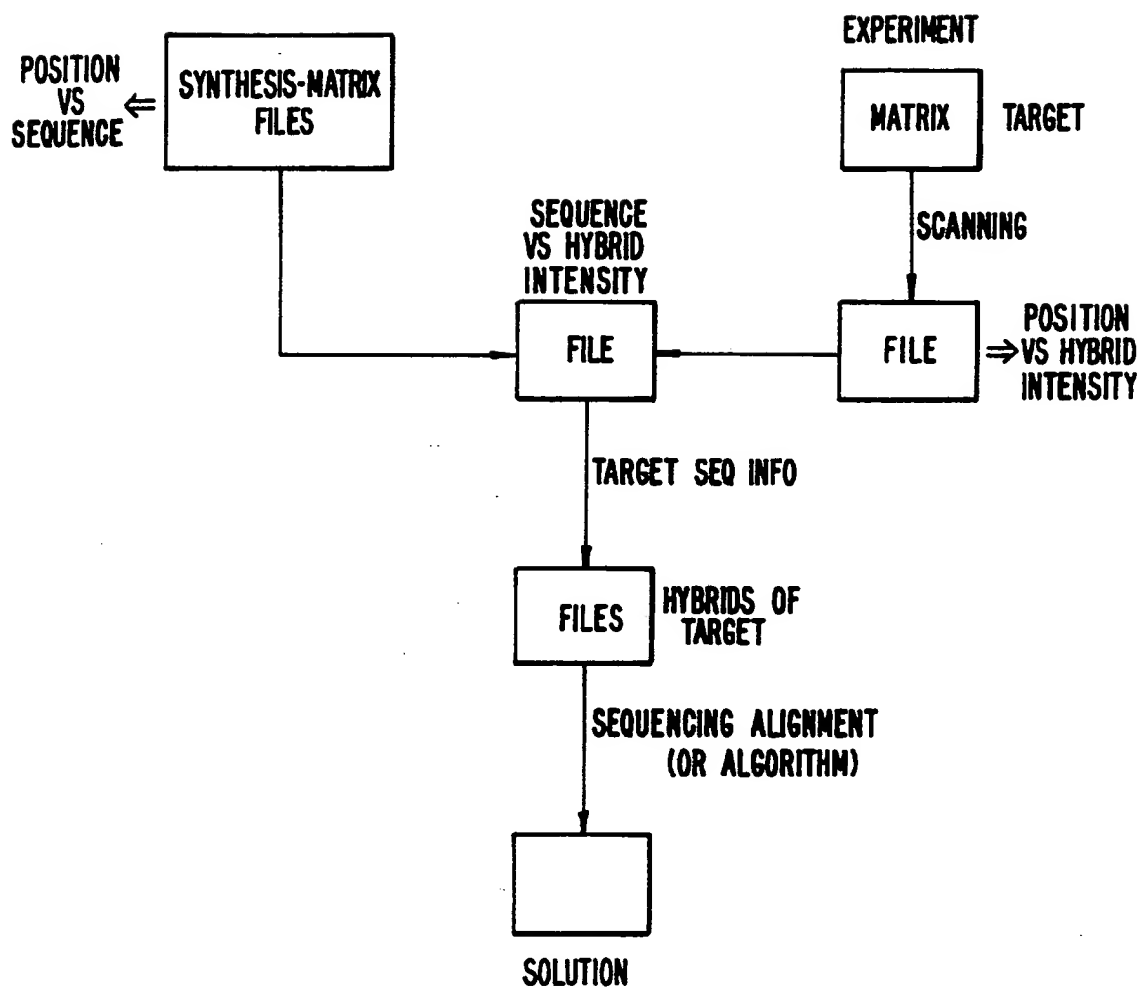 EXPERIMENT
POSITION
VS
SEQUENCE
SYNTHESIS-MATRIX
FILES
MATRIX
TARGET
SCANNING
SEQUENCE
VS HYBRID
INTENSITY
FILE
FILE
POSITION
VS HYBRID
INTENSITY
TARGET SEQ INFO
FILES
HYBRIDS OF
TARGET
SEQUENCING ALIGNMENT
(OR ALGORITHM)
SOLUTION